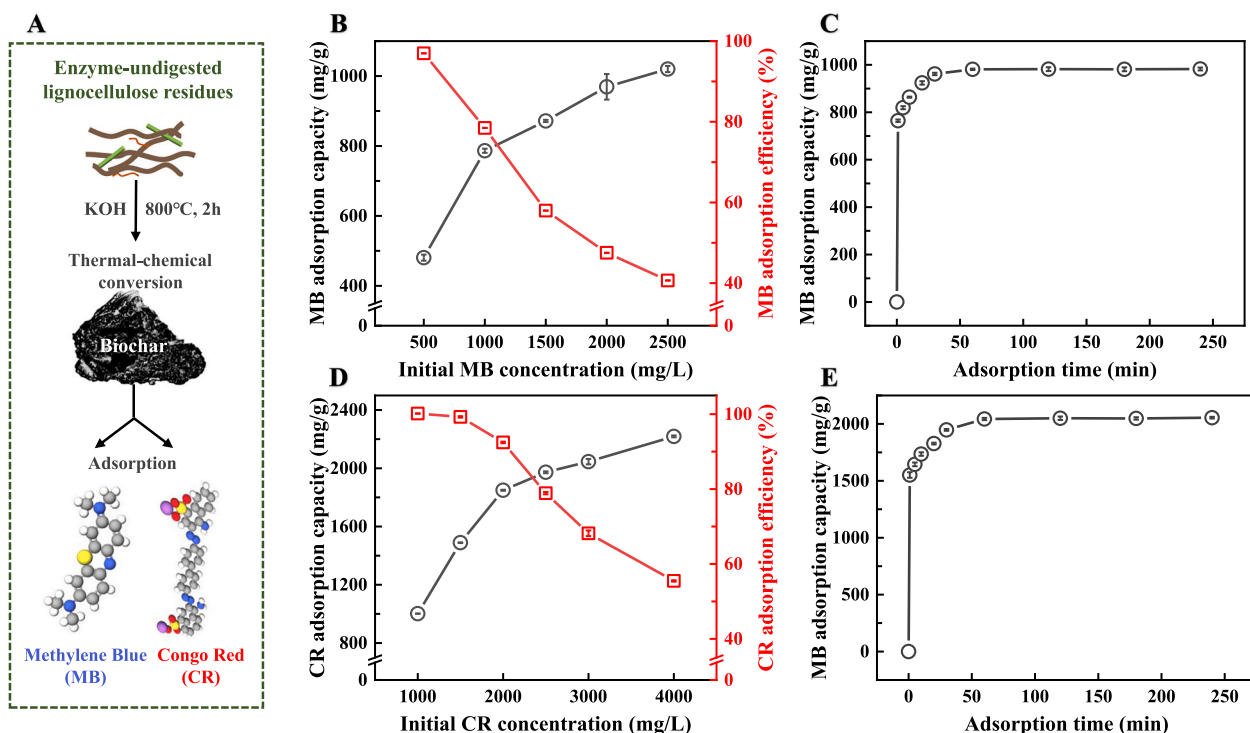 A
Enzyme-undigested
lignocellulose residues
KOH
800°C, 2h
Thermal-chemical
conversion
Biochar
Adsorption
Methylene Blue
(MB)
Congo Red
(CR)
B
MB adsorption capacity (mg/g)
1000
800
600
400
0
100
80
60
40
0
MB adsorption efficiency (%)
500 1000 1500 2000 2500
Initial MB concentration (mg/L)
C
MB adsorption capacity (mg/g)
1000
800
600
400
200
0
0 50 100 150 200 250
Adsorption time (min)
D
CR adsorption capacity (mg/g)
2400
2000
1600
1200
800
0
100
80
60
40
0
CR adsorption efficiency (%)
1000 2000 3000 4000
Initial CR concentration (mg/L)
E
MB adsorption capacity (mg/g)
2000
1500
1000
500
0
0 50 100 150 200 250
Adsorption time (min)